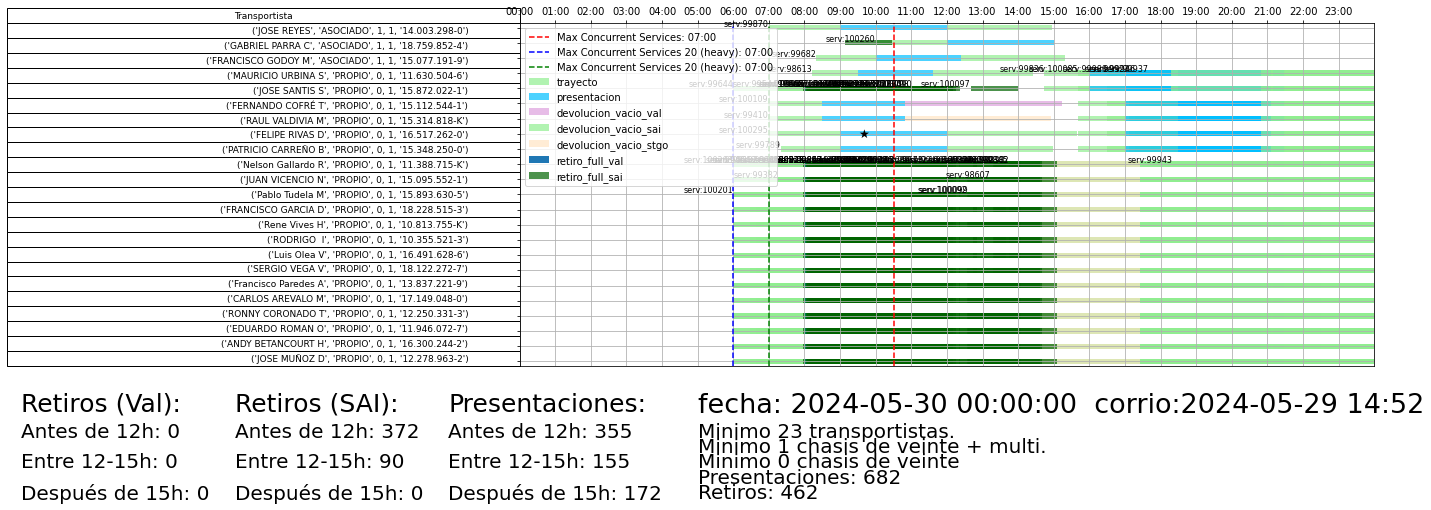 Transportista
00:00 01:00 02:00 03:00 04:00 05:00 06:00 07:00 08:00 09:00 10:00 11:00 12:00 13:00 14:00 15:00 16:00 17:00 18:00 19:00 20:00 21:00 22:00 23:00
('JOSE REYES', 'ASOCIADO', 1, 1, '14.003.298-0')
('GABRIEL PARRA C', 'ASOCIADO', 1, 1, '18.759.852-4')
('FRANCISCO GODOY M', 'ASOCIADO', 1, 1, '15.077.191-9')
('MAURICIO URBINA S', 'PROPIO', 0, 1, '11.630.504-6')
('JOSE SANTIS S', 'PROPIO', 0, 1, '15.872.022-1')
('FERNANDO COFRÉ T', 'PROPIO', 0, 1, '15.112.544-1')
('RAUL VALDIVIA M', 'PROPIO', 0, 1, '15.314.818-K')
('FELIPE RIVAS D', 'PROPIO', 0, 1, '16.517.262-0')
('PATRICIO CARREÑO B', 'PROPIO', 0, 1, '15.348.250-0')
('Nelson Gallardo R', 'PROPIO', 0, 1, '11.388.715-K')
('JUAN VICENCIO N', 'PROPIO', 0, 1, '15.095.552-1')
('Pablo Tudela M', 'PROPIO', 0, 1, '15.893.630-5')
('FRANCISCO GARCIA D', 'PROPIO', 0, 1, '18.228.515-3')
('Rene Vives H', 'PROPIO', 0, 1, '10.813.755-K')
('RODRIGO I', 'PROPIO', 0, 1, '10.355.521-3')
('Luis Olea V', 'PROPIO', 0, 1, '16.491.628-6')
('SERGIO VEGA V', 'PROPIO', 0, 1, '18.122.272-7')
('Francisco Paredes A', 'PROPIO', 0, 1, '13.837.221-9')
('CARLOS AREVALO M', 'PROPIO', 0, 1, '17.149.048-0')
('RONNY CORONADO T', 'PROPIO', 0, 1, '12.250.331-3')
('EDUARDO ROMAN O', 'PROPIO', 0, 1, '11.946.072-7')
('ANDY BETANCOURT H', 'PROPIO', 0, 1, '16.300.244-2')
('JOSE MUÑOZ D', 'PROPIO', 0, 1, '12.278.963-2')
Max Concurrent Services: 07:00
Max Concurrent Services 20 (heavy): 07:00
Max Concurrent Services 20 (heavy): 07:00
trayecto
presentacion
devolucion_vacio_val
devolucion_vacio_sai
devolucion_vacio_stgo
retiro_full_val
retiro_full_sai
serv:99870
serv:100260
serv:99682
serv:98613
serv:100097
serv:100109
serv:99410
serv:100295
serv:99789
serv:99943
serv:99382
serv:98607
serv:100201
Retiros (Val):
Antes de 12h: 0
Entre 12-15h: 0
Después de 15h: 0
Retiros (SAI):
Antes de 12h: 372
Entre 12-15h: 90
Después de 15h: 0
Presentaciones:
Antes de 12h: 355
Entre 12-15h: 155
Después de 15h: 172
fecha: 2024-05-30 00:00:00 corrio:2024-05-29 14:52
Minimo 23 transportistas.
Minimo 1 chasis de veinte + multi.
Minimo 0 chasis de veinte
Presentaciones: 682
Retiros: 462